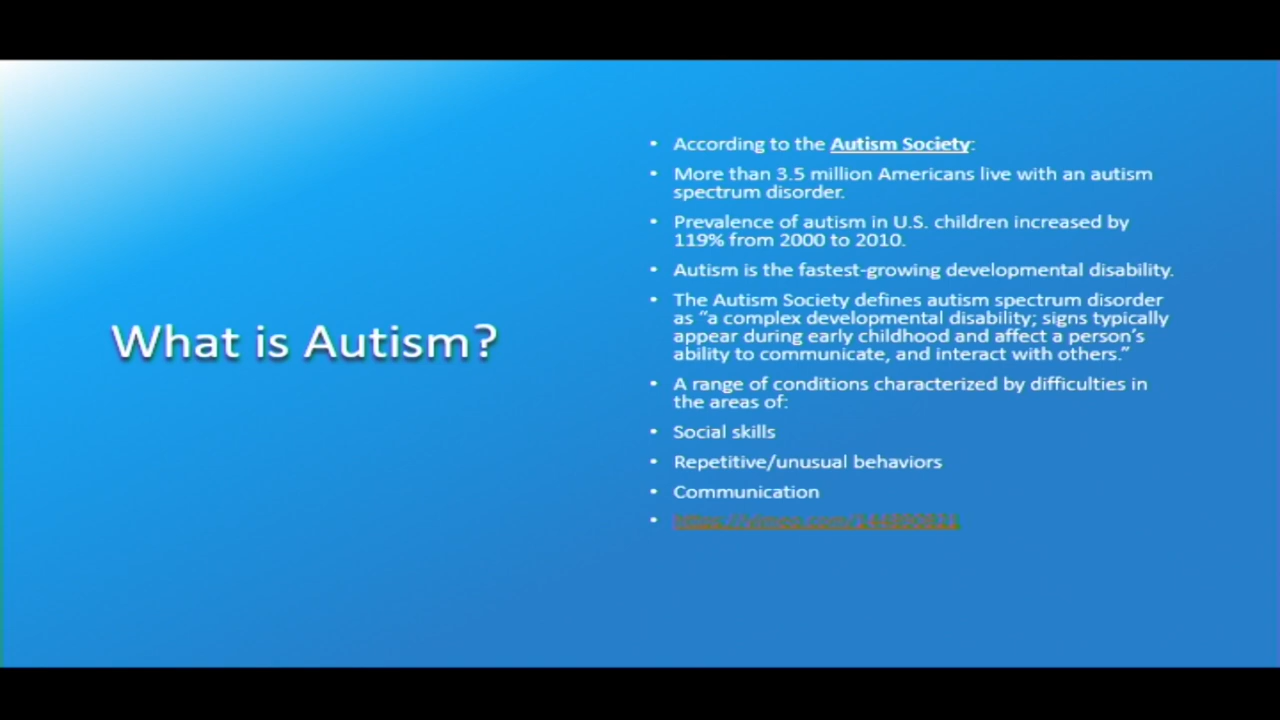 What is Autism?
• According to the Autism Society:
• More than 3.5 million Americans live with an autism
spectrum disorder.
• Prevalence of autism in U.S. children increased by
119% from 2000 to 2010.
• Autism is the fastest-growing developmental disability.
• The Autism Society defines autism spectrum disorder
as “a complex developmental disability; signs typically
appear during early childhood and affect a person’s
ability to communicate, and interact with others.”
• A range of conditions characterized by difficulties in
the areas of:
• Social skills
• Repetitive/unusual behaviors
• Communication